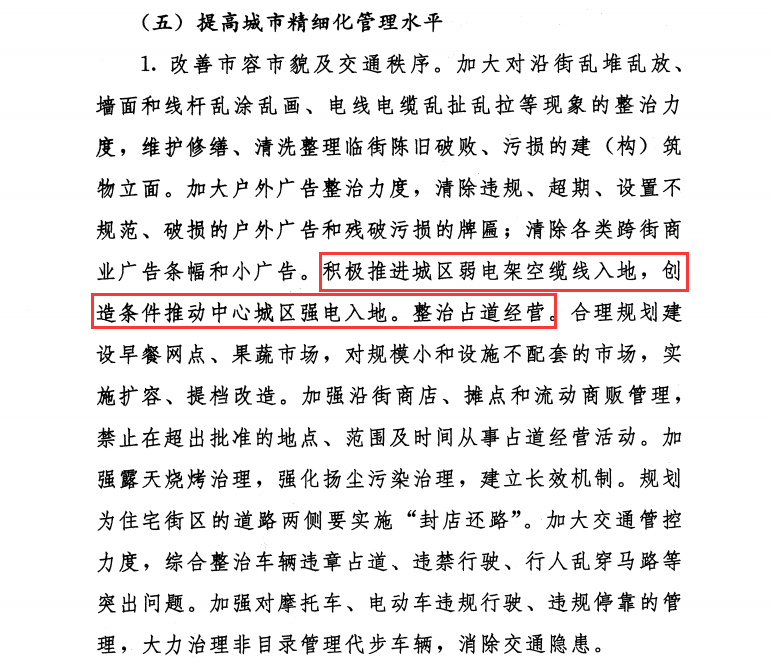 （五）提高城市精细化管理水平
1. 改善市容市貌及交通秩序。加大对沿街乱堆乱放、
墙面和线杆乱涂乱画、电线电缆乱扯乱拉等现象的整治力
度，维护修缮、清洗整理临街陈旧破败、污损的建（构）筑
物立面。加大户外广告整治力度，清除违规、超期、设置不
规范、破损的户外广告和残破污损的牌匾；清除各类跨街商
业广告条幅和小广告。积极推进城区弱电架空缆线入地，创
造条件推动中心城区强电入地。整治占道经营。合理规划建
设早餐网点、果蔬市场，对规模小和设施不配套的市场，实
施扩容、提档改造。加强沿街商店、摊点和流动商贩管理，
禁止在超出批准的地点、范围及时间从事占道经营活动。加
强露天烧烤治理，强化扬尘污染治理，建立长效机制。规划
为住宅街区的道路两侧要实施“封店还路”。加大交通管控
力度，综合整治车辆违章占道、违禁行驶、行人乱穿马路等
突出问题。加强对摩托车、电动车违规行驶、违规停靠的管
理，大力治理非目录管理代步车辆，消除交通隐患。